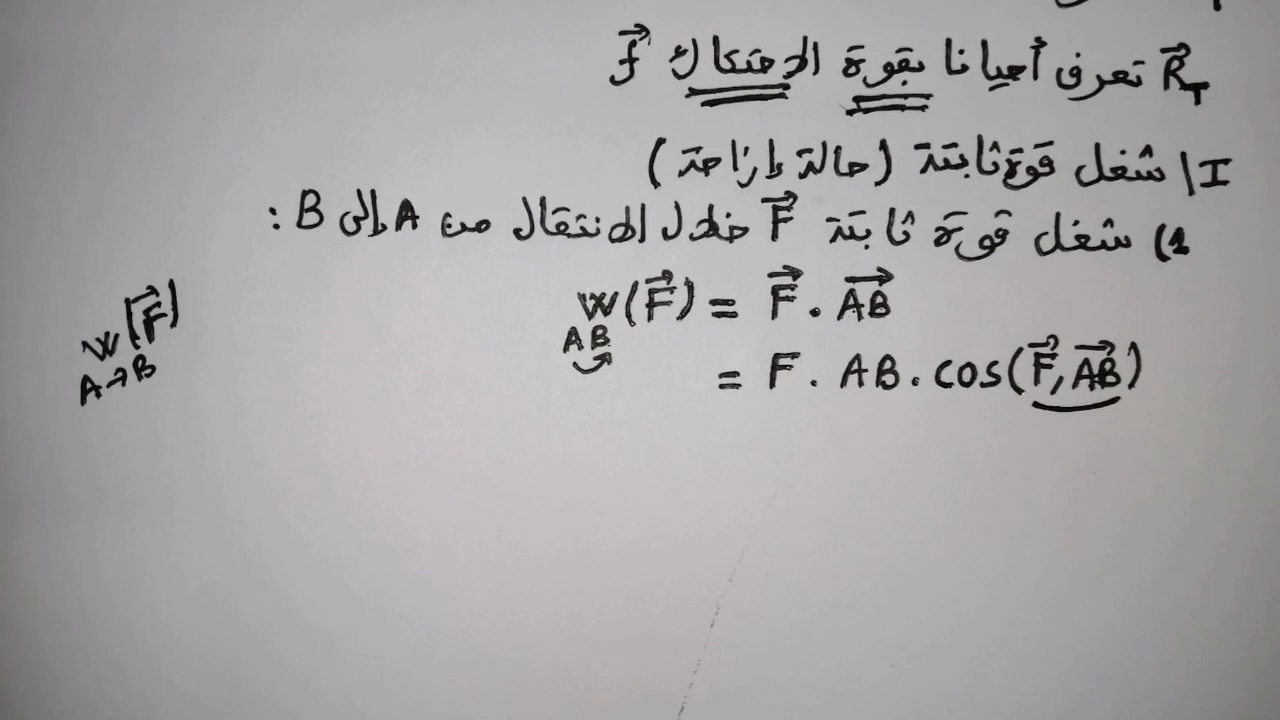 R⃗_T تعرف أحيانا بقوة الاحتكاك f⃗
I\ شغل قوة ثابتة (حالة إزاحة)
1) شغل قوة ثابتة F⃗ خلال الانتقال من A إلى B :
W(F⃗) = F⃗ . AB⃗
AB
= F . AB . cos(F⃗, AB⃗)
W(F⃗)
A→B